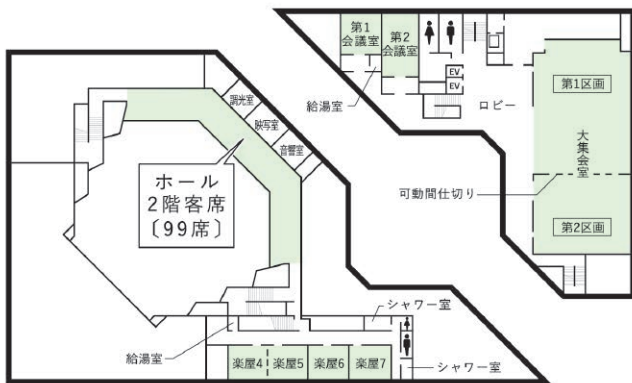 第1
会議室
第2
会議室
給湯室
EV
EV
ロビー
第1区画
大集会室
可動間仕切り
第2区画
調光室
映写室
音響室
ホール
2階客席
〔99席〕
シャワー室
給湯室
楽屋4
楽屋5
楽屋6
楽屋7
シャワー室